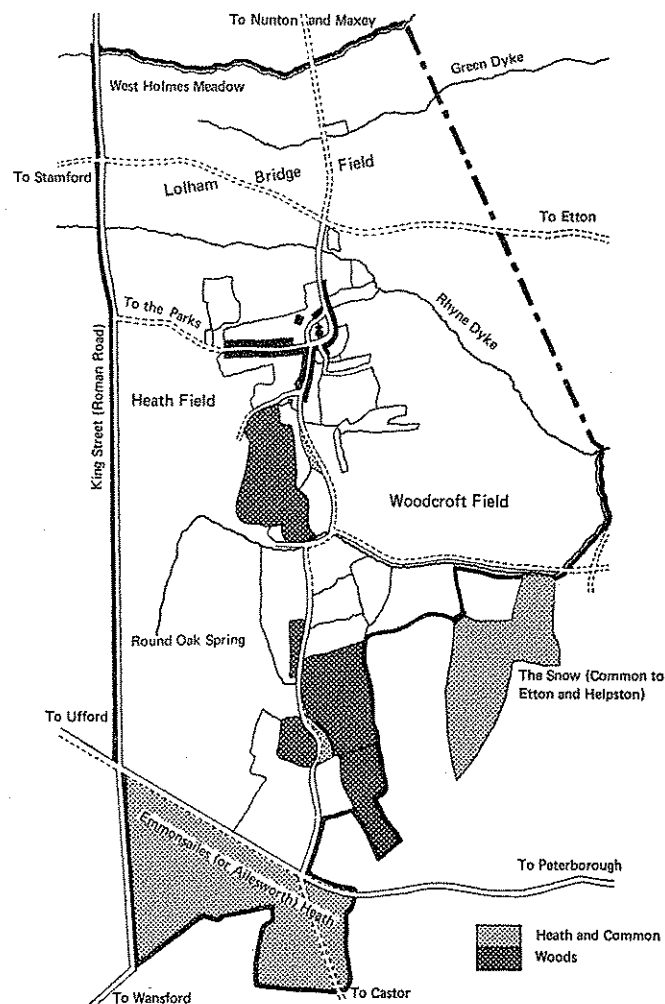 To Nunton and Maxey
Green Dyke
West Holmes Meadow
To Stamford
Lolham Bridge Field
To Etton
To the Parks
Rhyne Dyke
King Street (Roman Road)
Heath Field
Woodcroft Field
Round Oak Spring
The Snow (Common to
Etton and Helpston)
To Ufford
Emmonsailes (or Ailesworth) Heath
To Peterborough
Heath and Common
Woods
To Wansford
To Castor